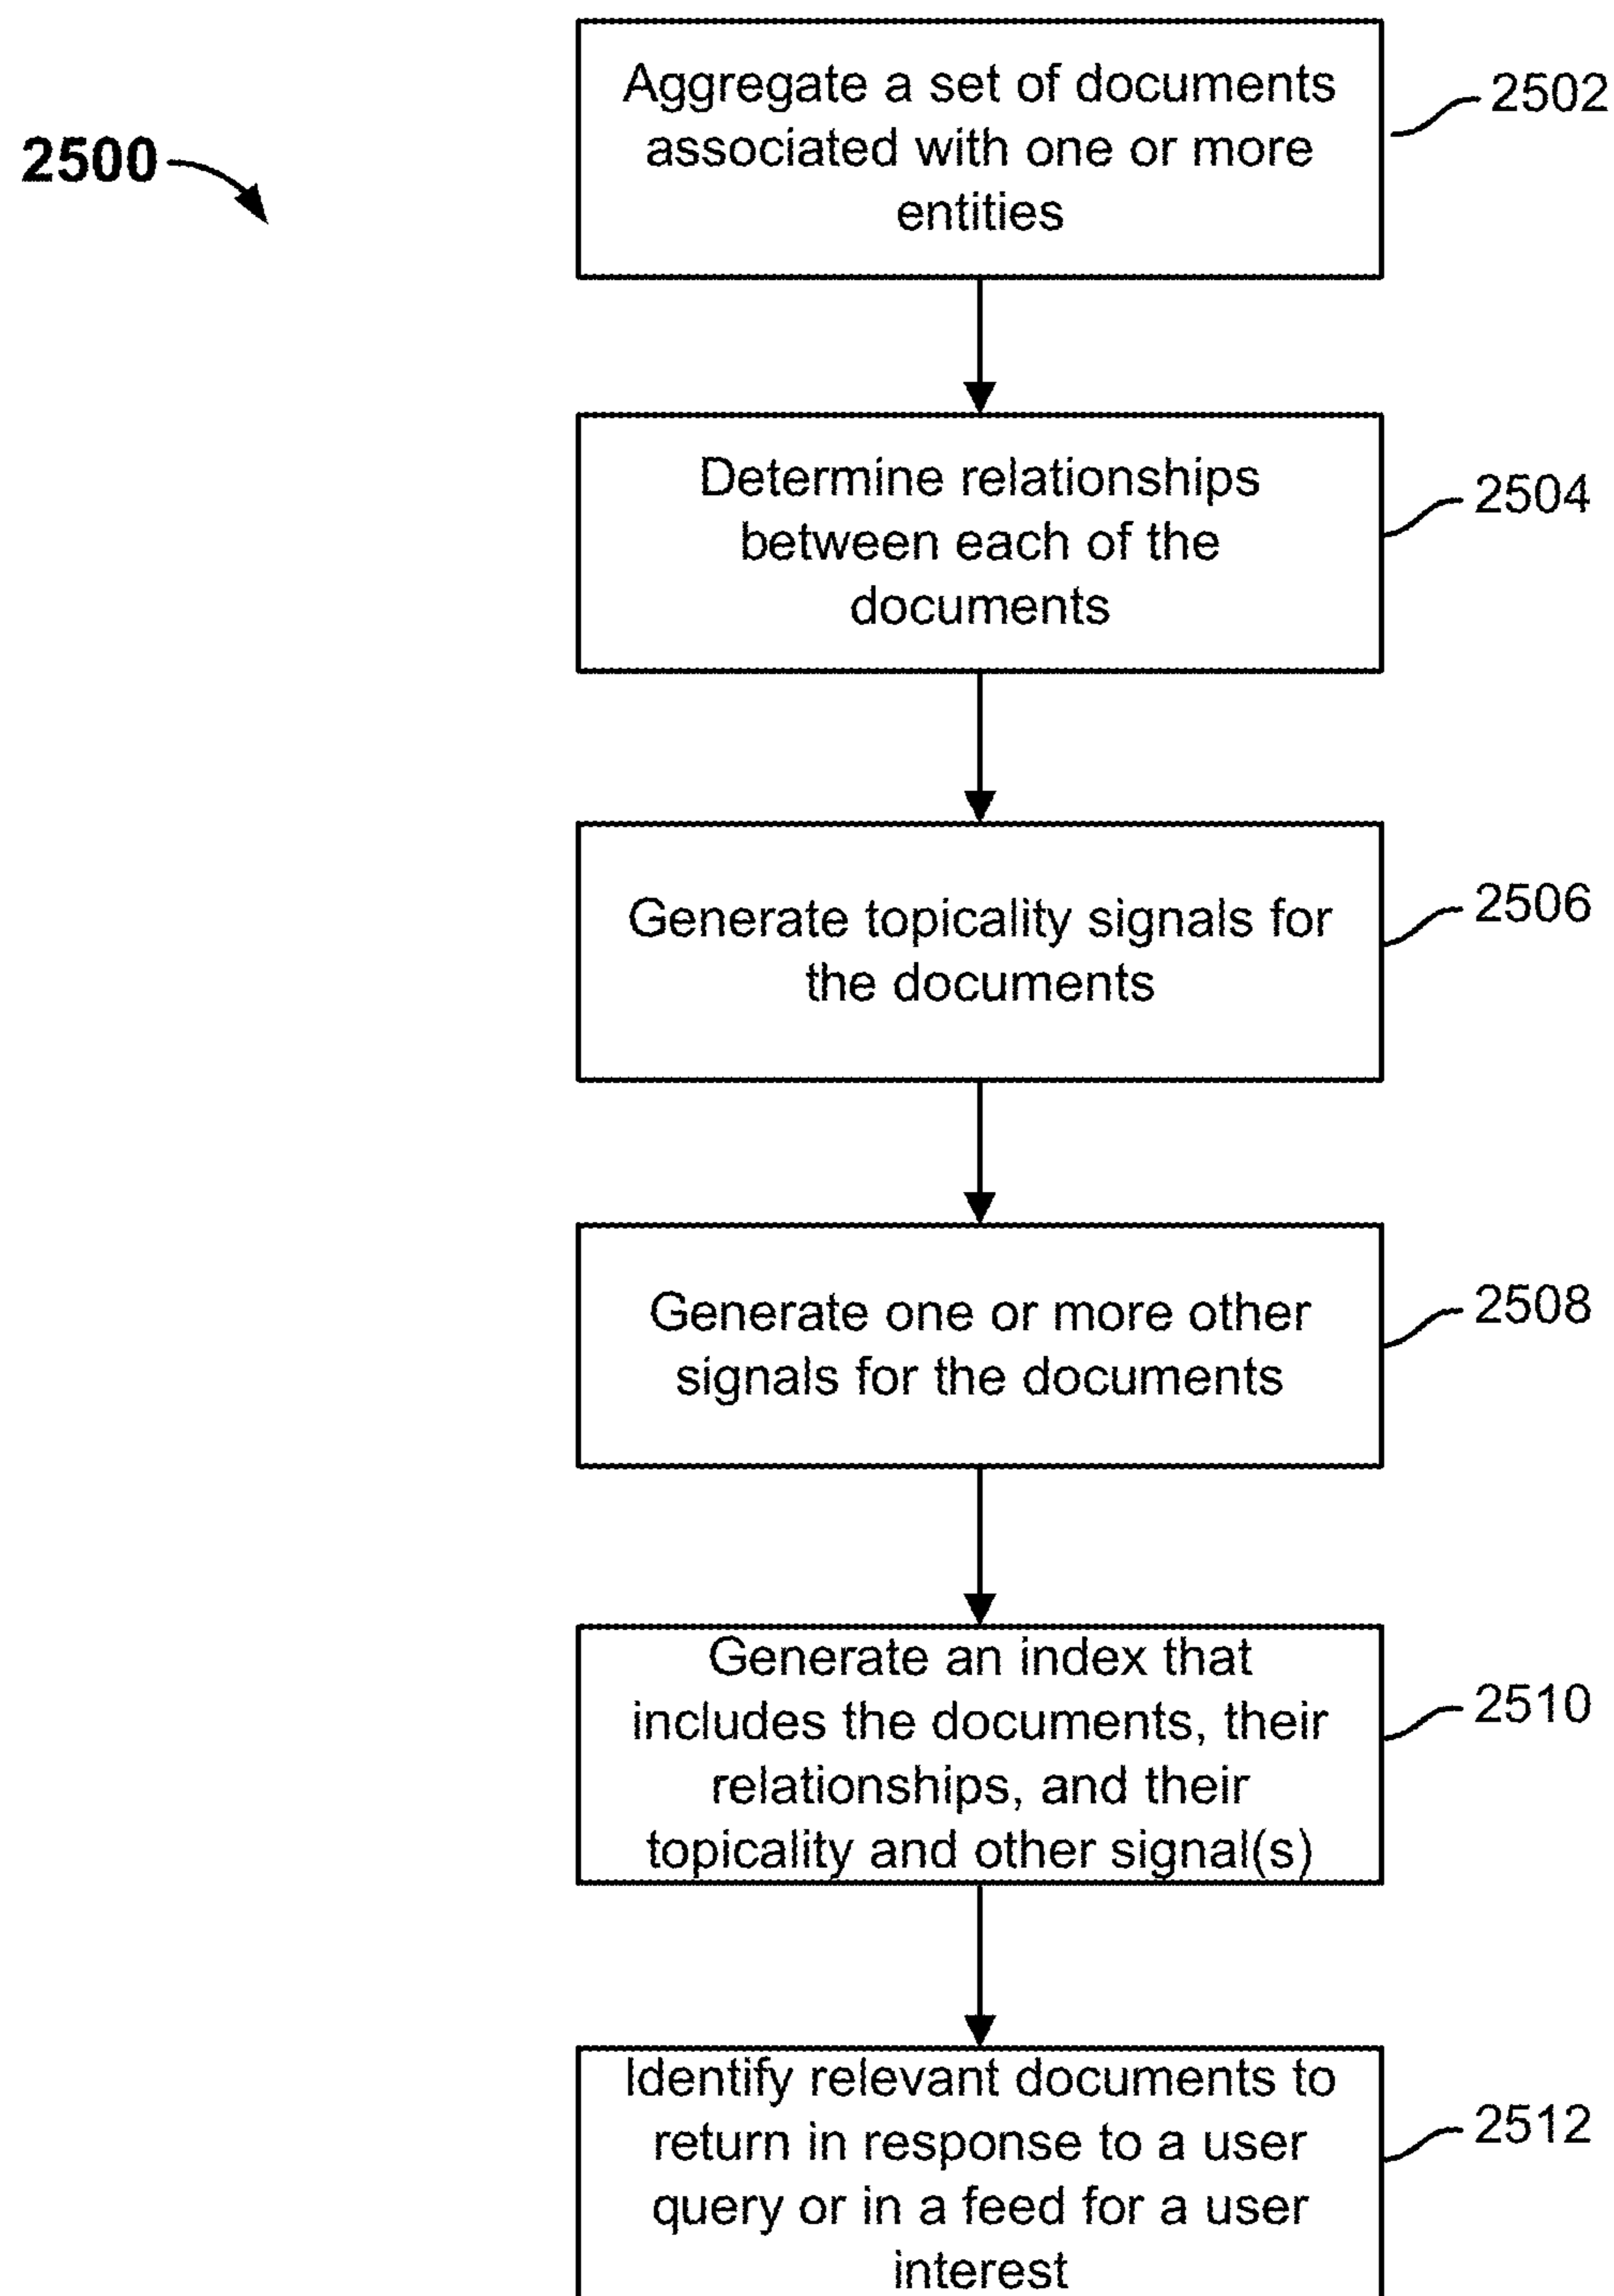 Aggregate a set of documents
associated with one or more
entities
2502
2500
Determine relationships
between each of the
documents
2504
Generate topicality signals for
the documents
2506
Generate one or more other
signals for the documents
2508
Generate an index that
includes the documents, their
relationships, and their
topicality and other signal(s)
2510
Identify relevant documents to
return in response to a user
query or in a feed for a user
interest
2512